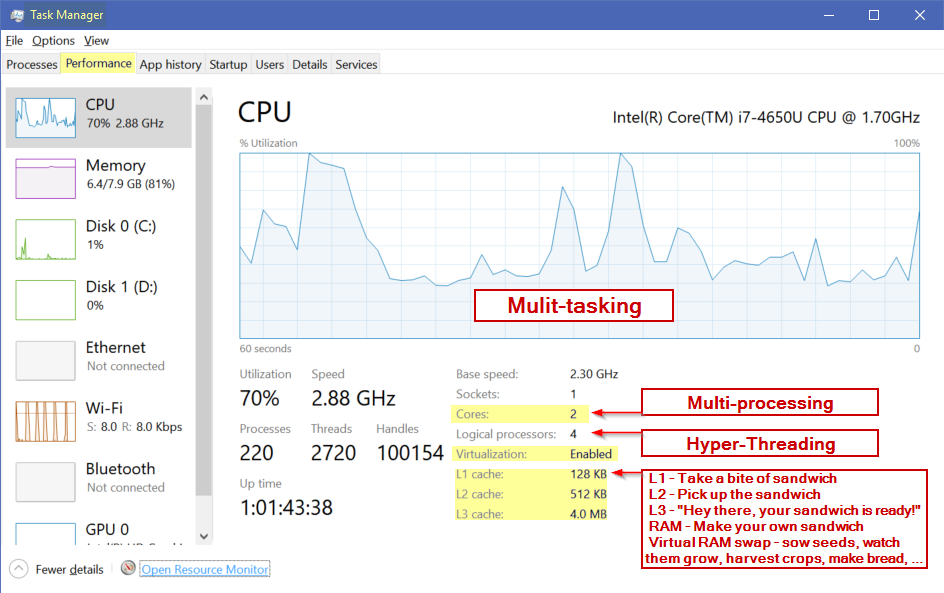 Task Manager
File Options View
Processes Performance App history Startup Users Details Services
CPU
70% 2.88 GHz
Memory
6.4/7.9 GB (81%)
Disk 0 (C:)
1%
Disk 1 (D:)
0%
Ethernet
Not connected
Wi-Fi
S: 8.0 R: 8.0 Kbps
Bluetooth
Not connected
GPU 0
CPU
Intel(R) Core(TM) i7-4650U CPU @ 1.70GHz
% Utilization 100%
Mulit-tasking
60 seconds 0
Utilization Speed
70% 2.88 GHz
Processes Threads Handles
220 2720 100154
Up time
1:01:43:38
Base speed: 2.30 GHz
Sockets: 1
Cores: 2
Logical processors: 4
Virtualization: Enabled
L1 cache: 128 KB
L2 cache: 512 KB
L3 cache: 4.0 MB
Multi-processing
Hyper-Threading
L1 - Take a bite of sandwich
L2 - Pick up the sandwich
L3 - "Hey there, your sandwich is ready!"
RAM - Make your own sandwich
Virtual RAM swap - sow seeds, watch
them grow, harvest crops, make bread, ...
Fewer details Open Resource Monitor